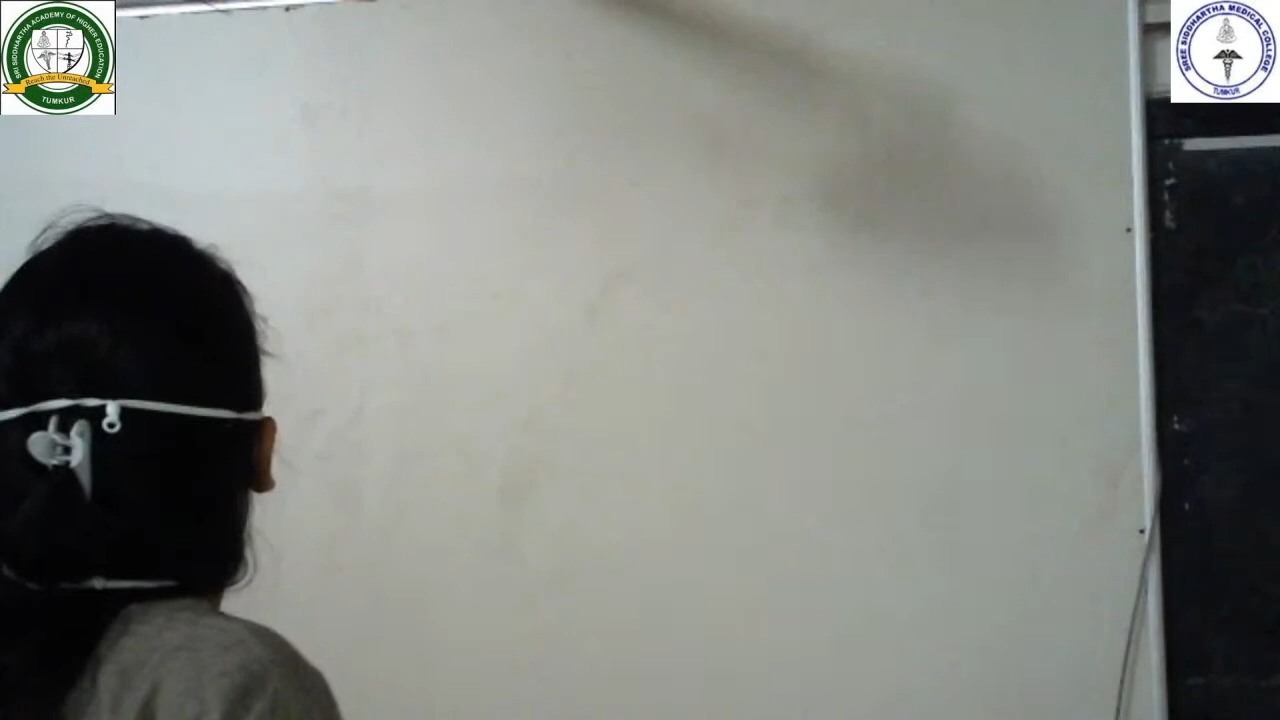 SRI SIDDHARTHA ACADEMY OF HIGHER EDUCATION
Reach the Unreached
TUMKUR
SREE SIDDHARTHA MEDICAL COLLEGE
TUMKUR